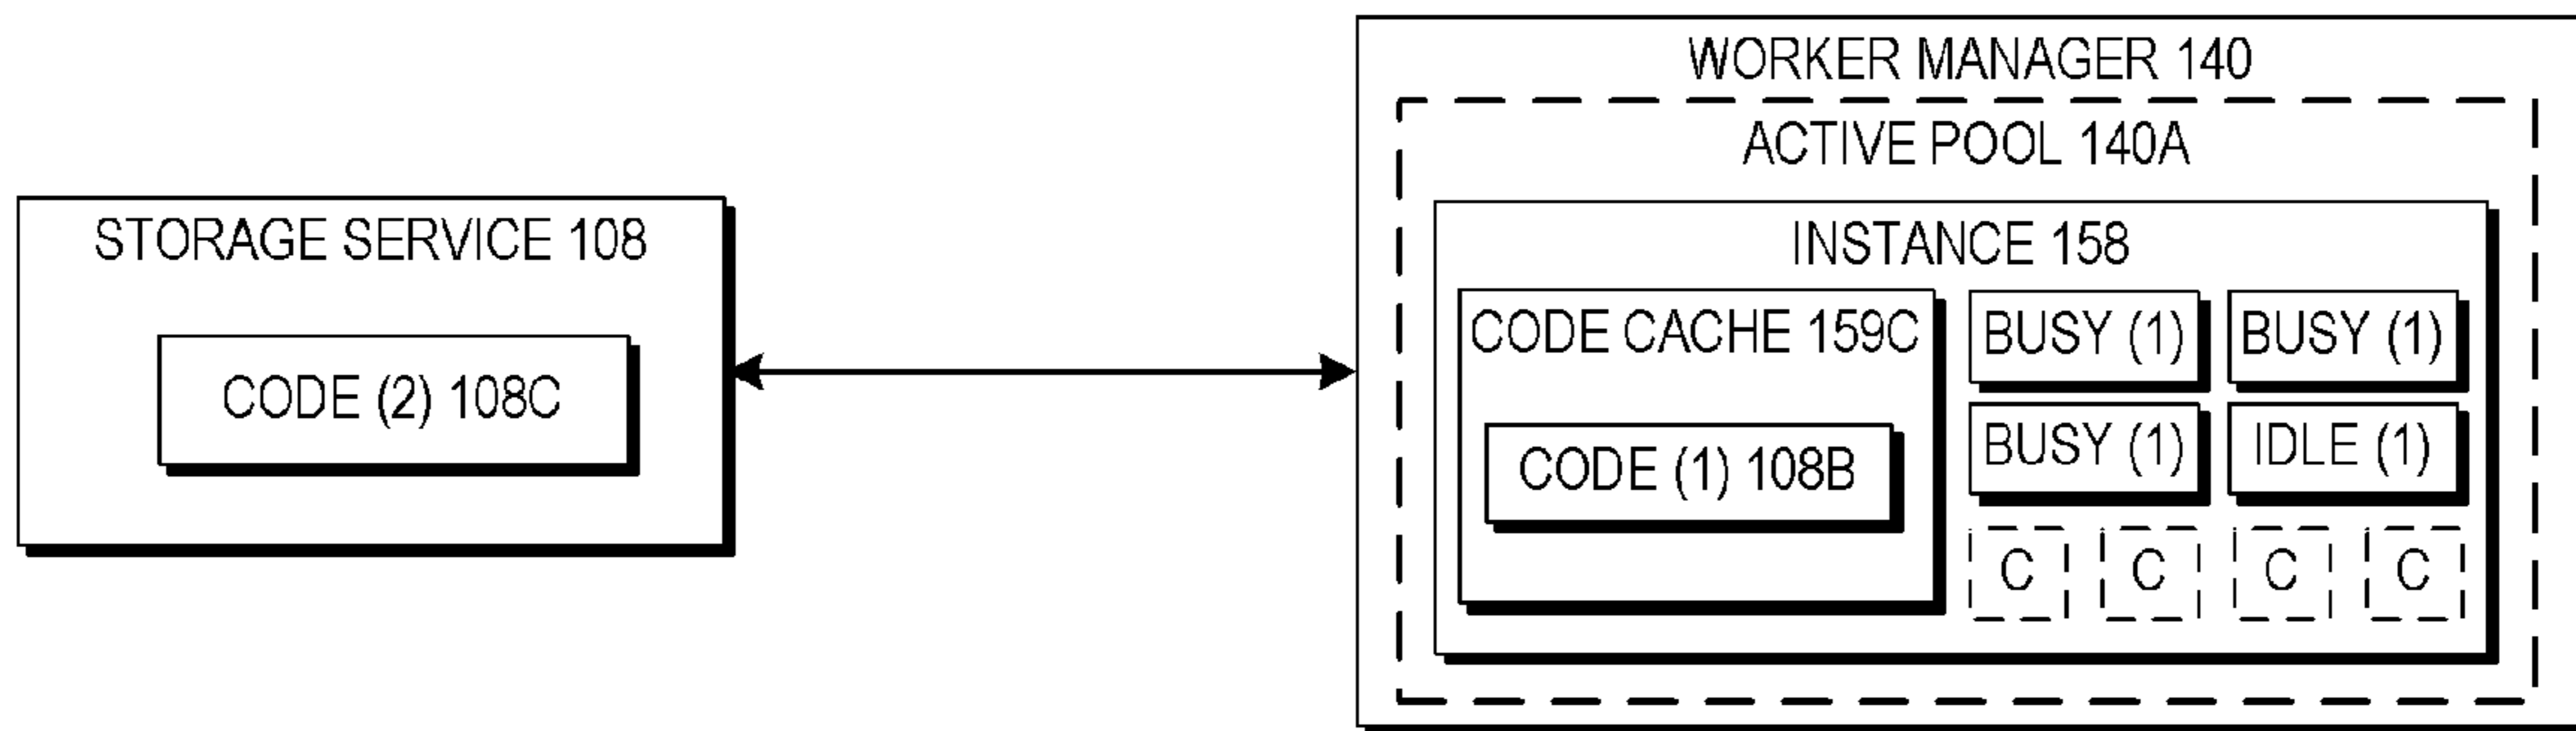 STORAGE SERVICE 108
CODE (2) 108C
WORKER MANAGER 140
ACTIVE POOL 140A
INSTANCE 158
CODE CACHE 159C
CODE (1) 108B
BUSY (1) BUSY (1)
BUSY (1) IDLE (1)
C C C C